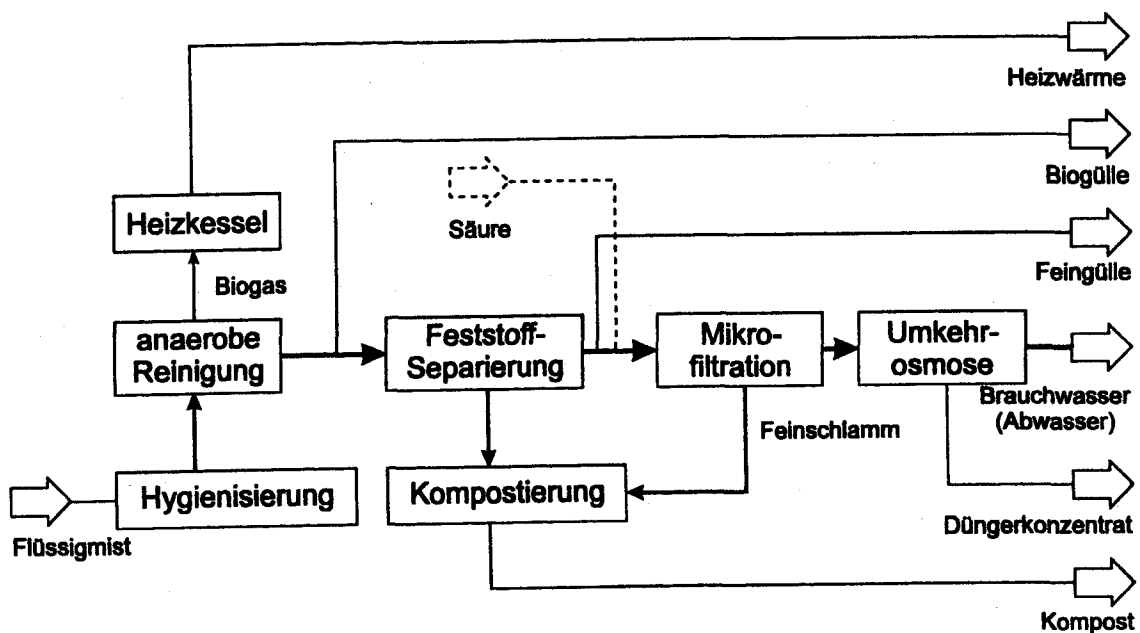 Heizwärme
Biogülle
Heizkessel
Säure
Feingülle
Biogas
anaerobe
Reinigung
Feststoff-
Separierung
Mikro-
filtration
Umkehr-
osmose
Brauchwasser
(Abwasser)
Feinschlamm
Hygienisierung
Kompostierung
Flüssigmist
Düngerkonzentrat
Kompost